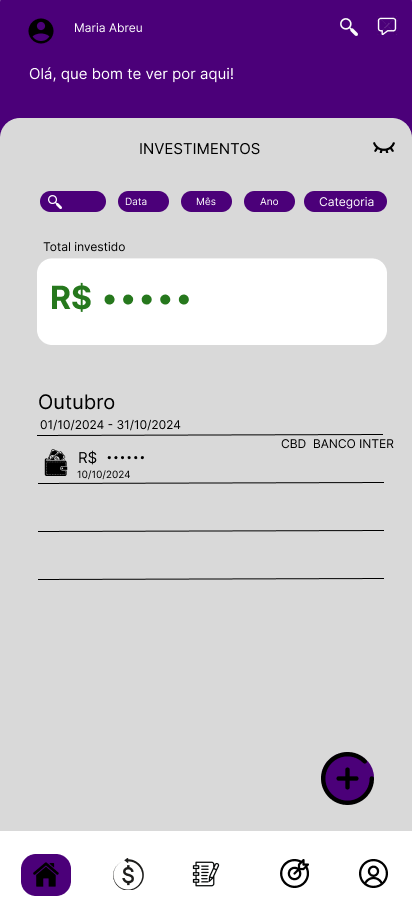 Maria Abreu
Olá, que bom te ver por aqui!
INVESTIMENTOS
Data Mês Ano Categoria
Total investido
R$ •••••
Outubro
01/10/2024 - 31/10/2024
CBD BANCO INTER
R$ ••••••
10/10/2024